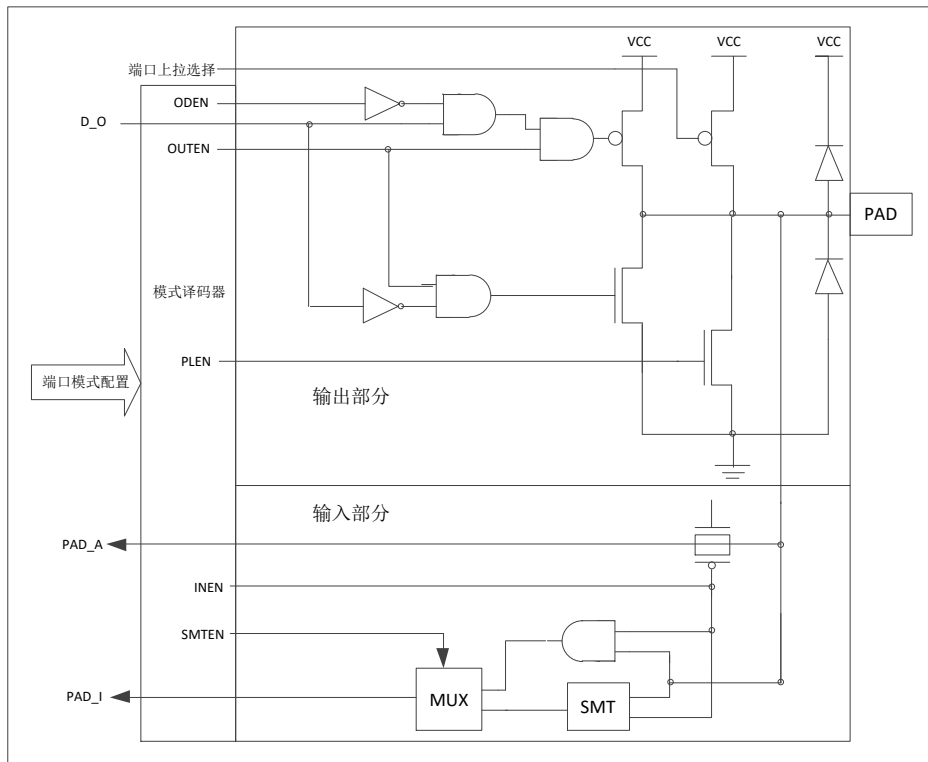 VCC VCC VCC
端口上拉选择
ODEN
D_O
OUTEN
PAD
模式译码器
PLEN
端口模式配置
输出部分
输入部分
PAD_A
INEN
SMTEN
PAD_I
MUX
SMT